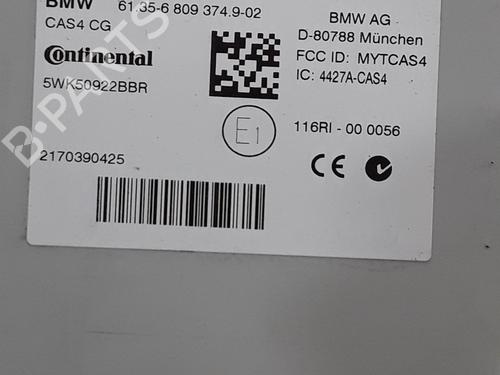 BMW 61.35-6 809 374.9-02
CAS4 CG
Continental
5WK50922BBR
2170390425
BMW AG
D-80788 München
FCC ID: MYTCAS4
IC: 4427A-CAS4
E1
116RI - 00 0056
CE
B-PARTS